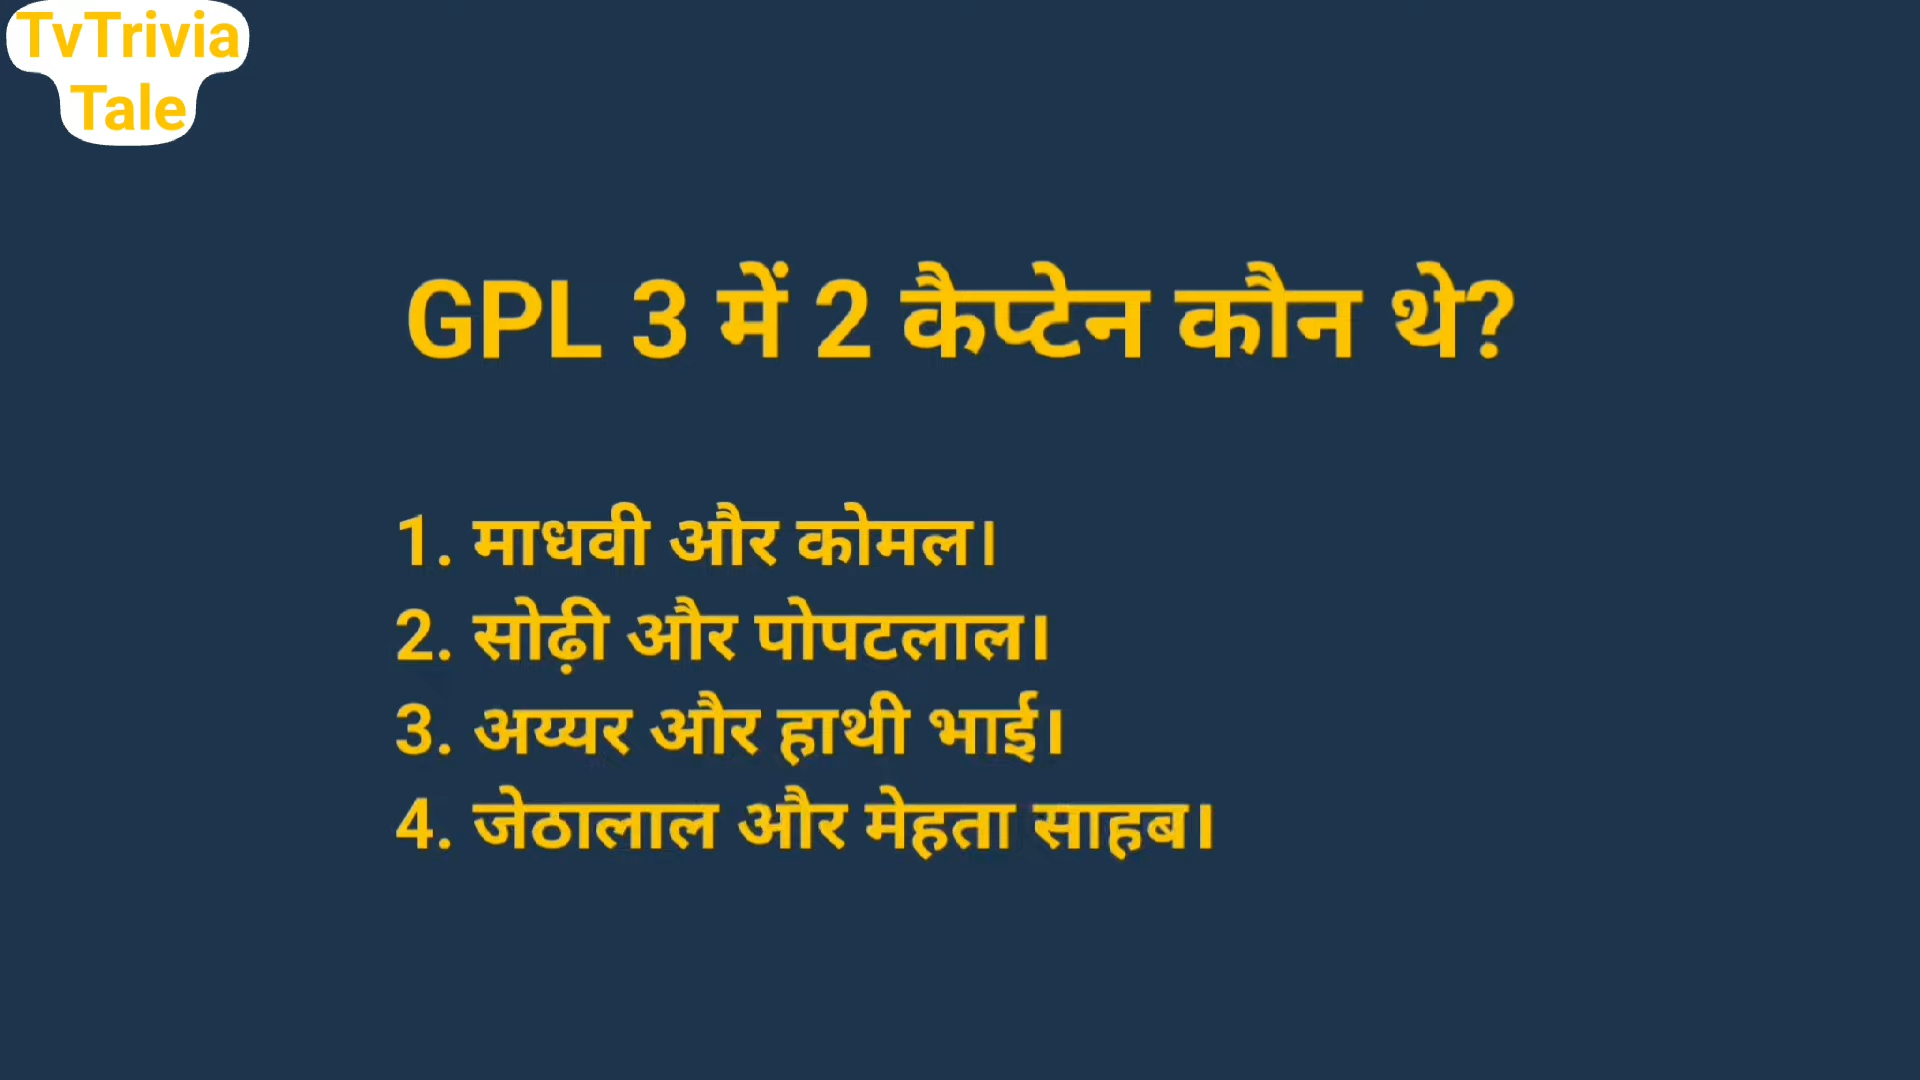 TvTrivia
Tale
GPL 3 में 2 कैप्टेन कौन थे?
1. माधवी और कोमल।
2. सोढ़ी और पोपटलाल।
3. अय्यर और हाथी भाई।
4. जेठालाल और मेहता साहब।